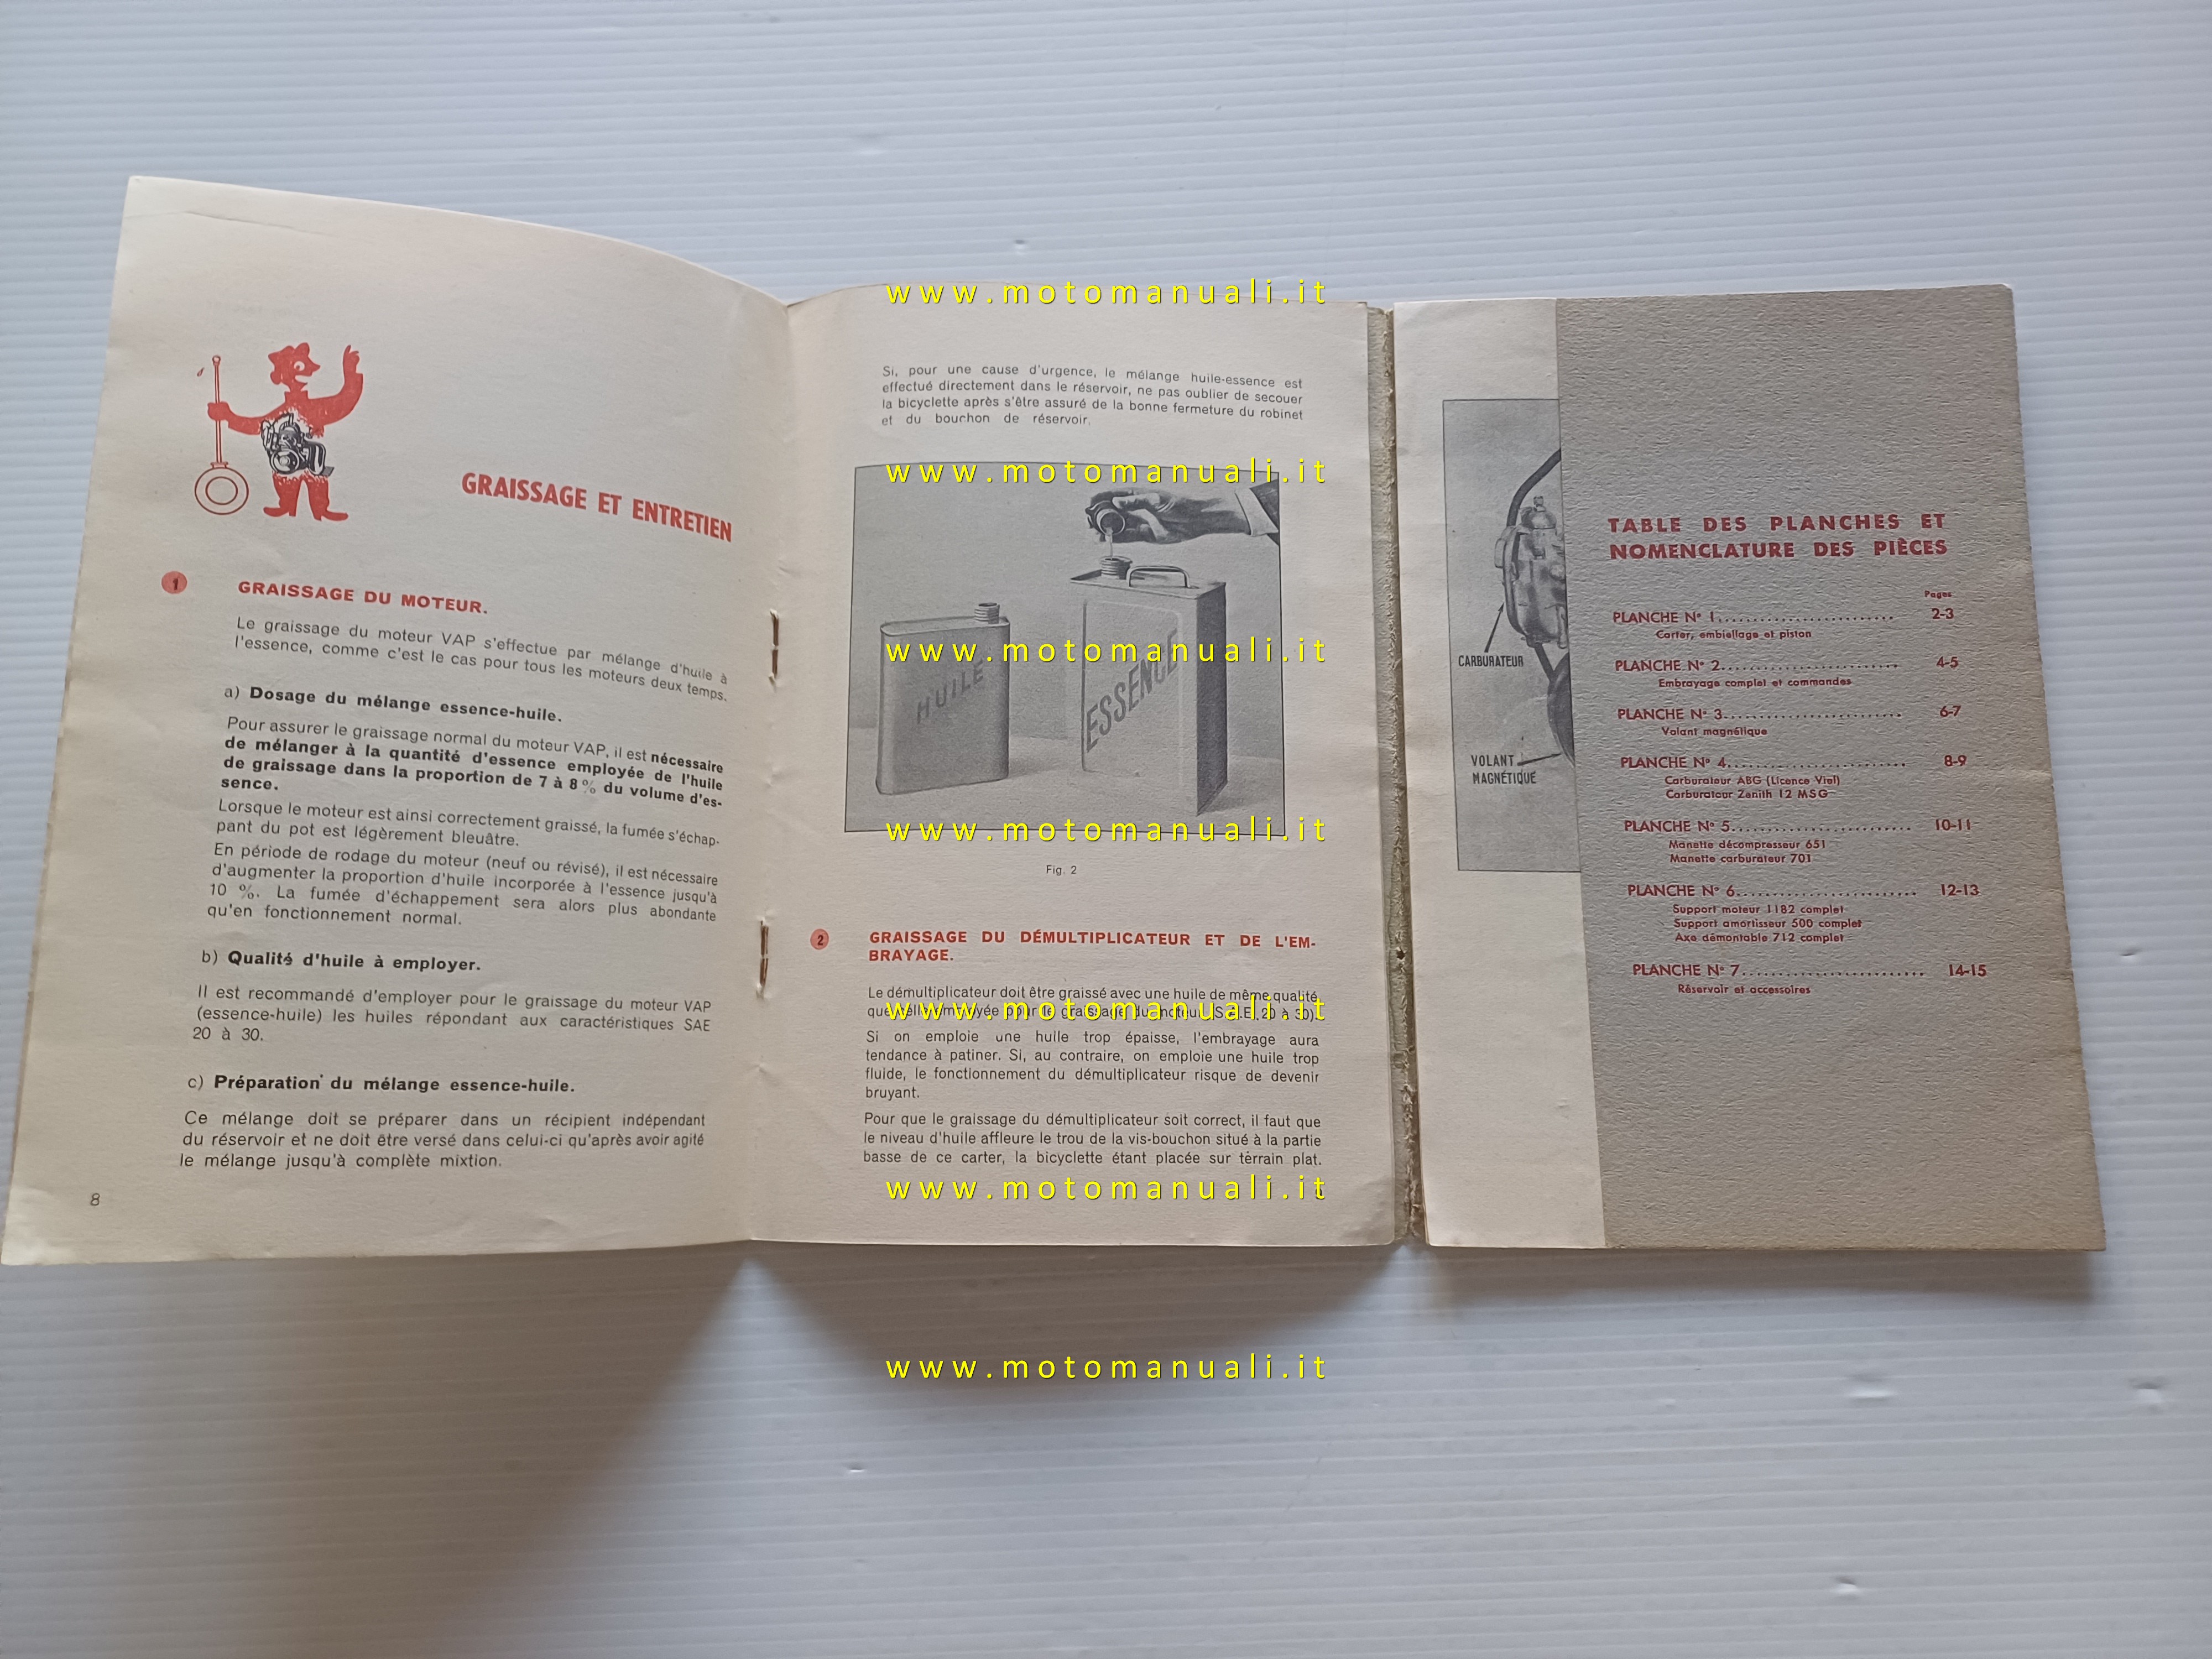 GRAISSAGE ET ENTRETIEN
1 GRAISSAGE DU MOTEUR.
Le graissage du moteur VAP s'effectue par mélange d'huile à
l'essence, comme c'est le cas pour tous les moteurs deux temps.
a) Dosage du mélange essence-huile.
Pour assurer le graissage normal du moteur VAP, il est nécessaire
de mélanger à la quantité d'essence employée de l'huile
de graissage dans la proportion de 7 à 8 % du volume d'es-
sence.
Lorsque le moteur est ainsi correctement graissé, la fumée s'échap-
pant du pot est légèrement bleuâtre.
En période de rodage du moteur (neuf ou révisé), il est nécessaire
d'augmenter la proportion d'huile incorporée à l'essence jusqu'à
10 %. La fumée d'échappement sera alors plus abondante
qu'en fonctionnement normal.
b) Qualité d'huile à employer.
Il est recommandé d'employer pour le graissage du moteur VAP
(essence-huile) les huiles répondant aux caractéristiques SAE
20 à 30.
c) Préparation du mélange essence-huile.
Ce mélange doit se préparer dans un récipient indépendant
du réservoir et ne doit être versé dans celui-ci qu'après avoir agité
le mélange jusqu'à complète mixtion.
8
www.motomanuali.it
Si, pour une cause d'urgence, le mélange huile-essence est
effectué directement dans le réservoir, ne pas oublier de secouer
la bicyclette après s'être assuré de la bonne fermeture du robinet
et du bouchon de réservoir.
www.motomanuali.it
HUILE
ESSENCE
www.motomanuali.it
www.motomanuali.it
Fig. 2
2 GRAISSAGE DU DÉMULTIPLICATEUR ET DE L'EM-
BRAYAGE.
Le démultiplicateur doit être graissé avec une huile de même qualité
que celle employée pour le graissage du moteur (S.A.E. 20 à 30).
www.motomanuali.it
Si on emploie une huile trop épaisse, l'embrayage aura
tendance à patiner. Si, au contraire, on emploie une huile trop
fluide, le fonctionnement du démultiplicateur risque de devenir
bruyant.
Pour que le graissage du démultiplicateur soit correct, il faut que
le niveau d'huile affleure le trou de la vis-bouchon situé à la partie
basse de ce carter, la bicyclette étant placée sur terrain plat.
www.motomanuali.it
www.motomanuali.it
CARBURATEUR
VOLANT
MAGNÉTIQUE
TABLE DES PLANCHES ET
NOMENCLATURE DES PIÈCES
Pages
PLANCHE N° 1.......................... 2-3
Carter, embiellage et piston
PLANCHE N° 2.......................... 4-5
Embrayage complet et commandes
PLANCHE N° 3.......................... 6-7
Volant magnétique
PLANCHE N° 4.......................... 8-9
Carburateur ABG (Licence Viel)
Carburateur Zenith 12 MSG
PLANCHE N° 5.......................... 10-11
Manette décompresseur 651
Manette carburateur 701
PLANCHE N° 6.......................... 12-13
Support moteur 1182 complet
Support amortisseur 500 complet
Axe démontable 712 complet
PLANCHE N° 7.......................... 14-15
Réservoir et accessoires